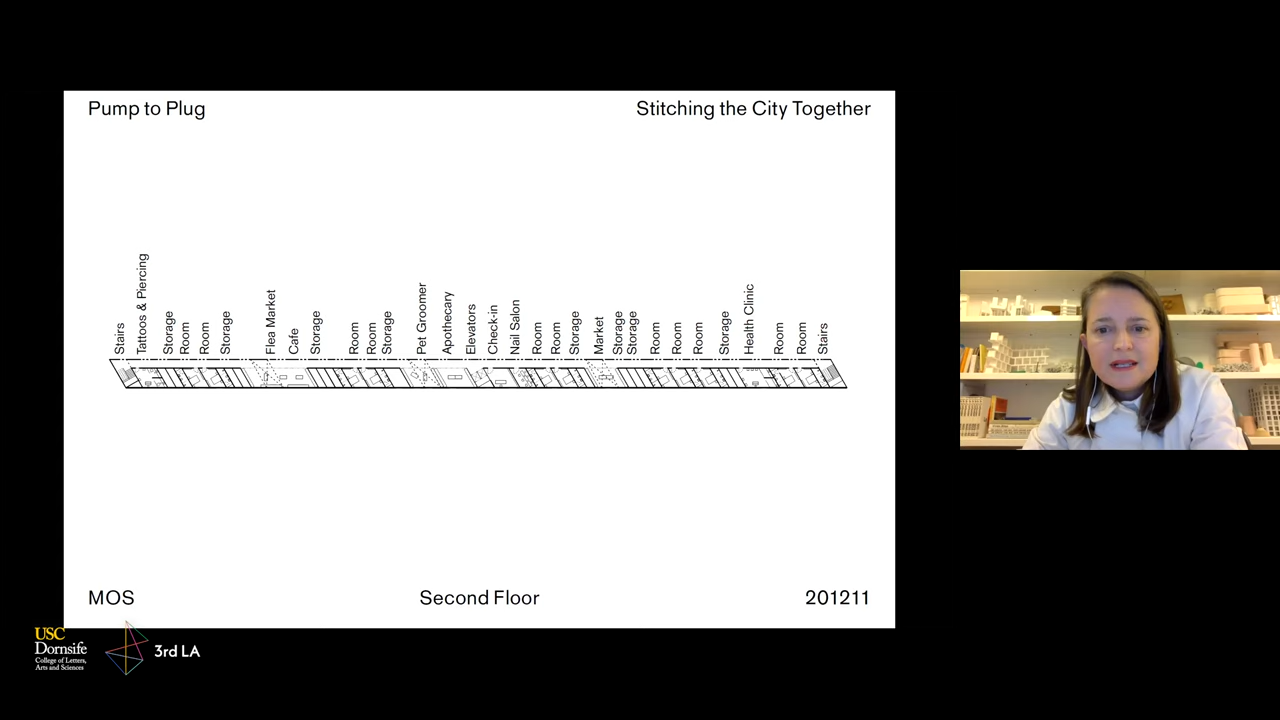 Pump to Plug
Stitching the City Together
Stairs
Tattoos & Piercing
Storage
Room
Room
Storage
Flea Market
Cafe
Storage
Room
Room
Storage
Pet Groomer
Apothecary
Elevators
Check-in
Nail Salon
Room
Room
Storage
Market
Storage
Storage
Room
Room
Room
Storage
Health Clinic
Room
Room
Stairs
MOS
Second Floor
201211
USC
Dornsife
College of Letters,
Arts and Sciences
3rd LA